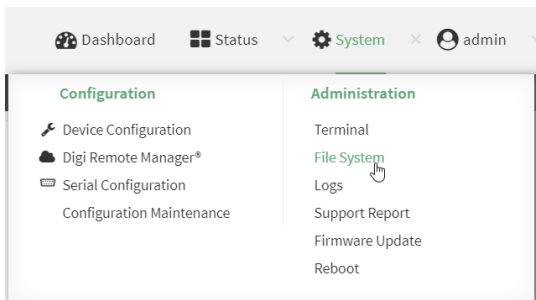 Dashboard Status System admin
Configuration
Device Configuration
Digi Remote Manager®
Serial Configuration
Configuration Maintenance
Administration
Terminal
File System
Logs
Support Report
Firmware Update
Reboot